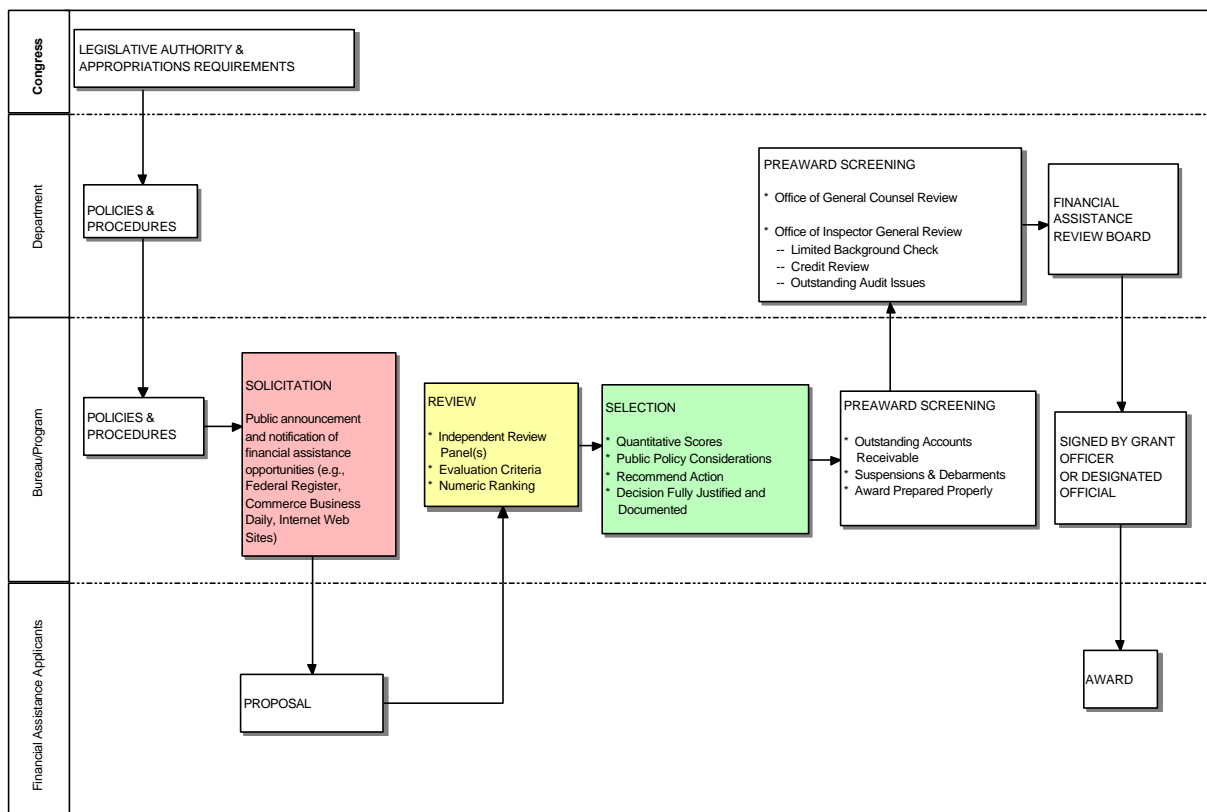 Congress
LEGISLATIVE AUTHORITY &
APPROPRIATIONS REQUIREMENTS
Department
POLICIES &
PROCEDURES
PREAWARD SCREENING
* Office of General Counsel Review
* Office of Inspector General Review
-- Limited Background Check
-- Credit Review
-- Outstanding Audit Issues
FINANCIAL
ASSISTANCE
REVIEW BOARD
Bureau/Program
POLICIES &
PROCEDURES
SOLICITATION
Public announcement
and notification of
financial assistance
opportunities (e.g.,
Federal Register,
Commerce Business
Daily, Internet Web
Sites)
REVIEW
* Independent Review
Panel(s)
* Evaluation Criteria
* Numeric Ranking
SELECTION
* Quantitative Scores
* Public Policy Considerations
* Recommend Action
* Decision Fully Justified and
Documented
PREAWARD SCREENING
* Outstanding Accounts
Receivable
* Suspensions & Debarments
* Award Prepared Properly
SIGNED BY GRANT
OFFICER
OR DESIGNATED
OFFICIAL
Financial Assistance Applicants
PROPOSAL
AWARD